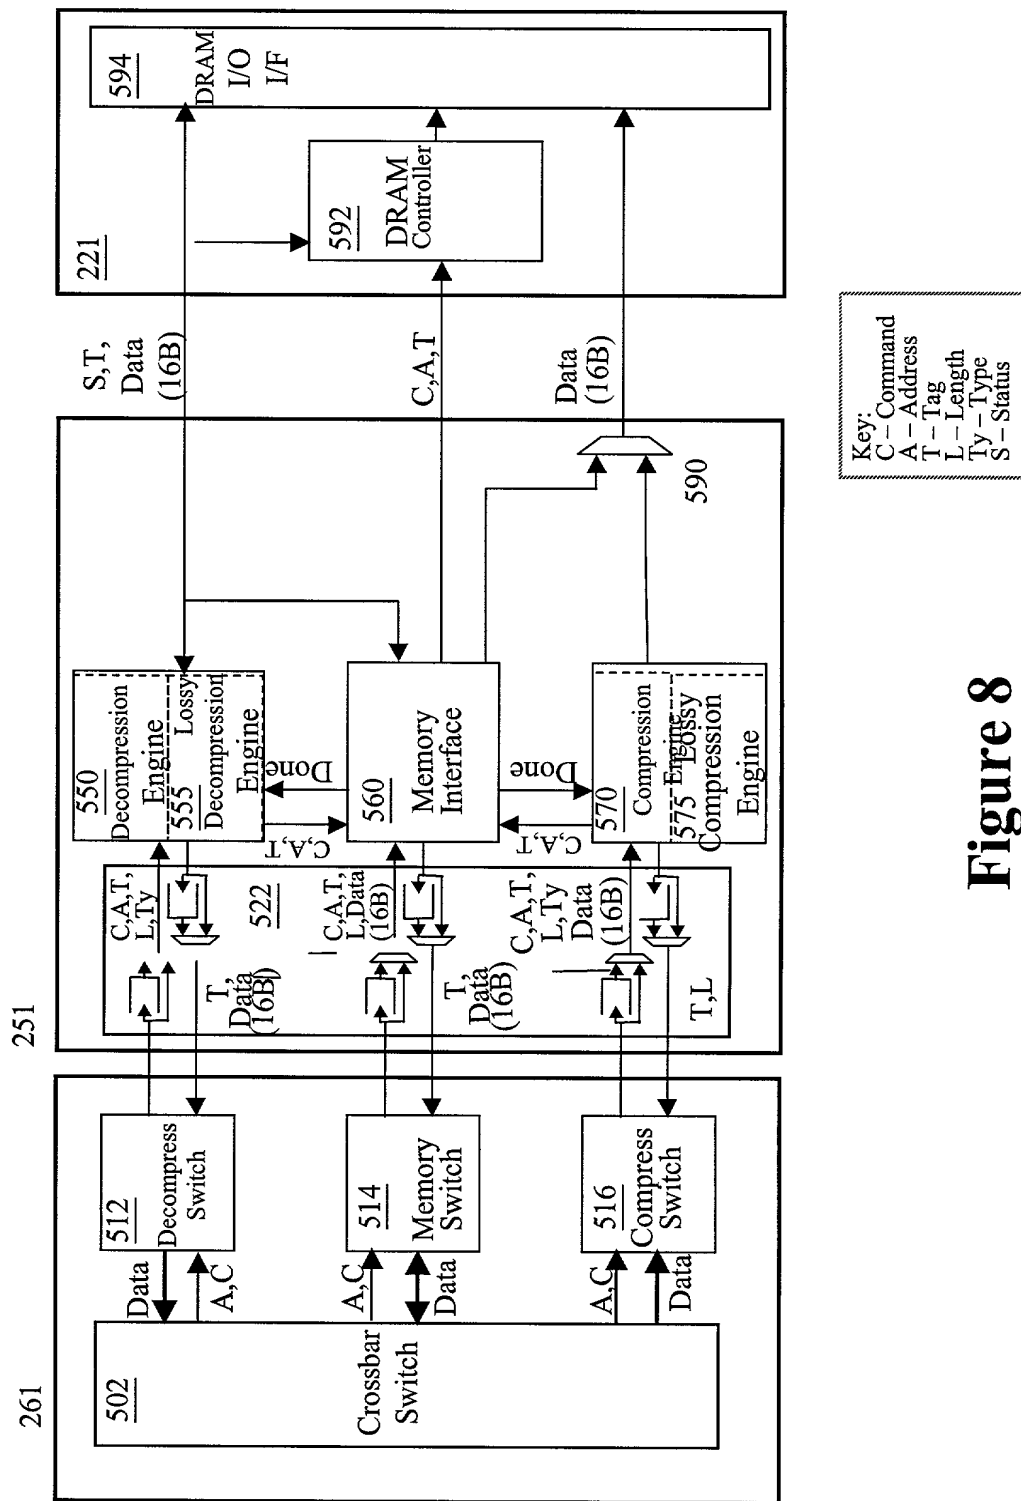 261
502
Crossbar
Switch
Data
A,C
A,C
Data
A,C
Data
512
Decompress
Switch
514
Memory
Switch
516
Compress
Switch
251
522
C,A,T,
L,Ty
T,
Data
(16B)
C,A,T,
L,Data
(16B)
T,
Data
(16B)
C,A,T,
L,Ty
Data
(16B)
T,L
550
Decompression
Engine
555
Lossy
Decompression
Engine
C,A,T
Done
560
Memory
Interface
C,A,T
Done
570
Compression
Engine
575
Lossy
Compression
Engine
590
S,T,
Data
(16B)
C,A,T
Data
(16B)
221
592
DRAM
Controller
594
DRAM
I/O
I/F
Key:
C – Command
A – Address
T – Tag
L – Length
Ty – Type
S – Status
Figure 8